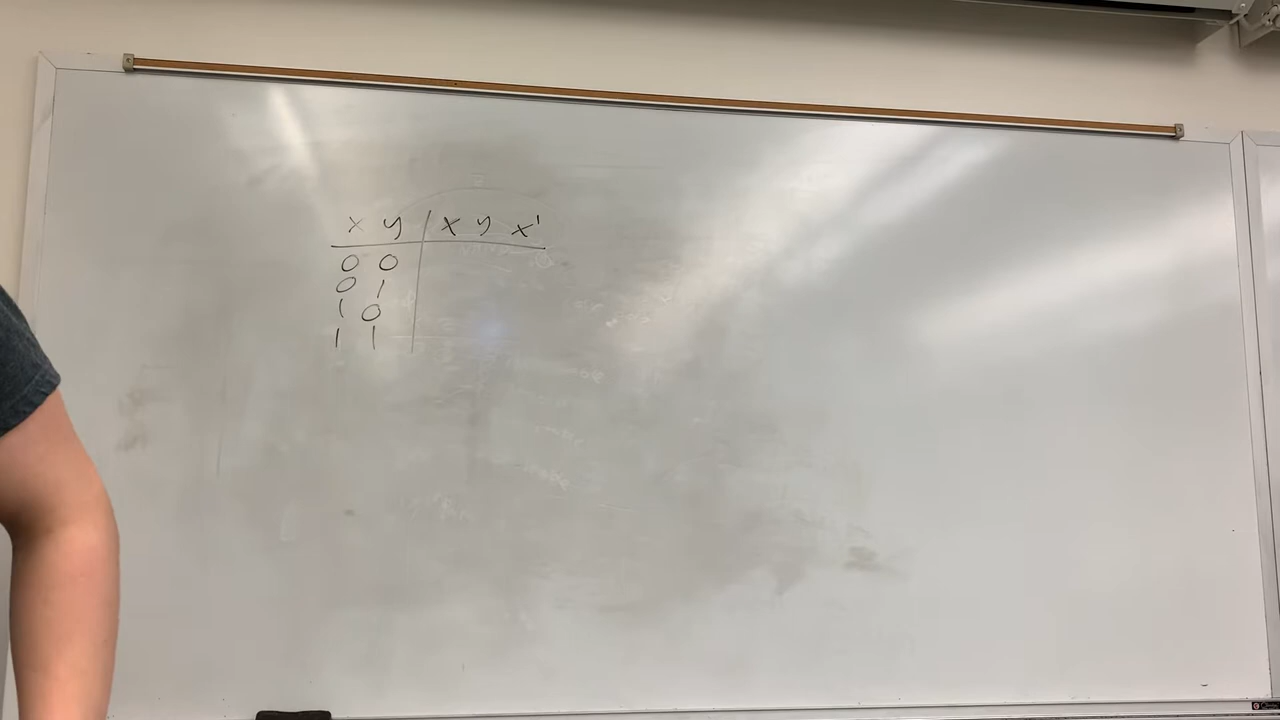 x y | x y x'
0 0
0 1
1 0
1 1